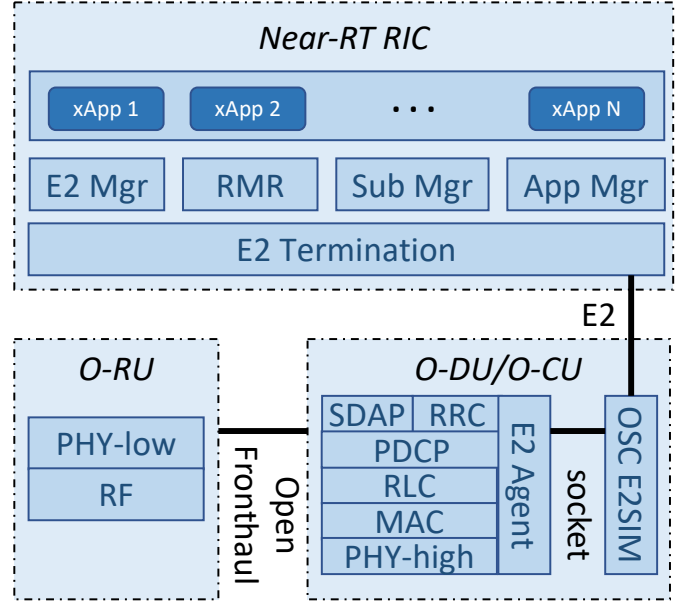 Near-RT RIC
xApp 1
xApp 2
...
xApp N
E2 Mgr
RMR
Sub Mgr
App Mgr
E2 Termination
E2
O-RU
PHY-low
RF
Open
Fronthaul
O-DU/O-CU
SDAP
RRC
PDCP
RLC
MAC
PHY-high
E2 Agent
socket
OSC E2SIM